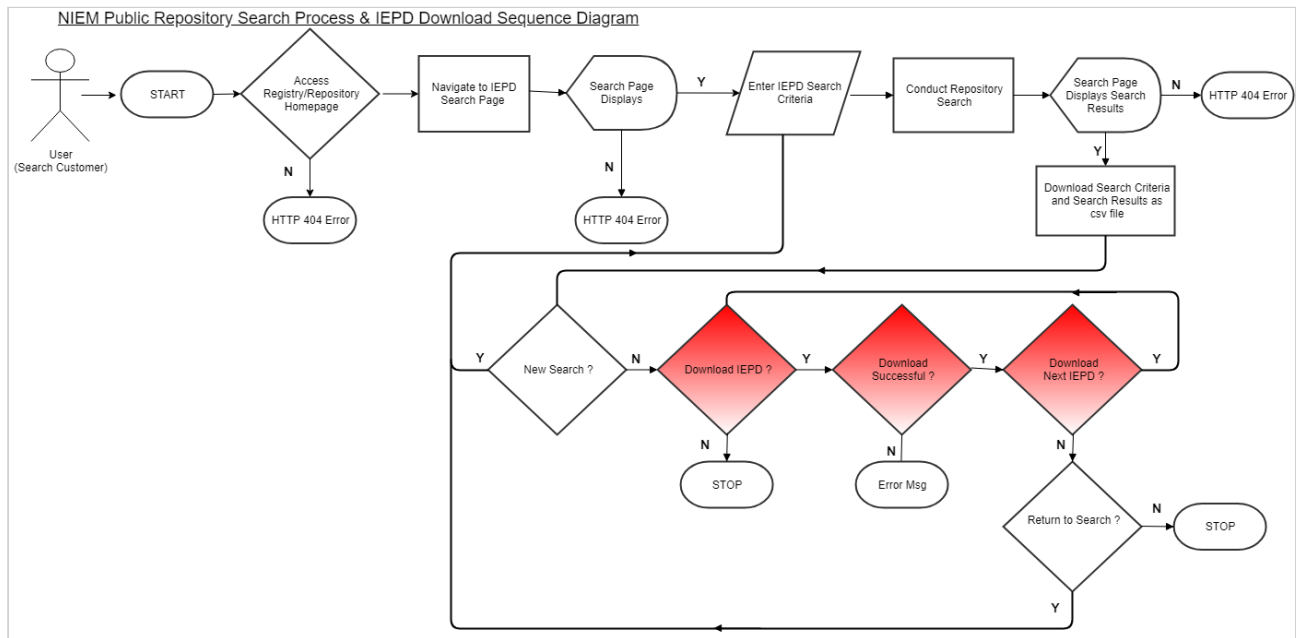 NIEM Public Repository Search Process & IEPD Download Sequence Diagram
User
(Search Customer)
START
Access
Registry/Repository
Homepage
N
HTTP 404 Error
Navigate to IEPD
Search Page
Search Page
Displays
N
HTTP 404 Error
Y
Enter IEPD Search
Criteria
Conduct Repository
Search
Search Page
Displays Search
Results
N
HTTP 404 Error
Y
Download Search Criteria
and Search Results as
csv file
New Search ?
Y
N
Download IEPD ?
N
STOP
Y
Download
Successful ?
N
Error Msg
Y
Download
Next IEPD ?
Y
N
Return to Search ?
N
STOP
Y